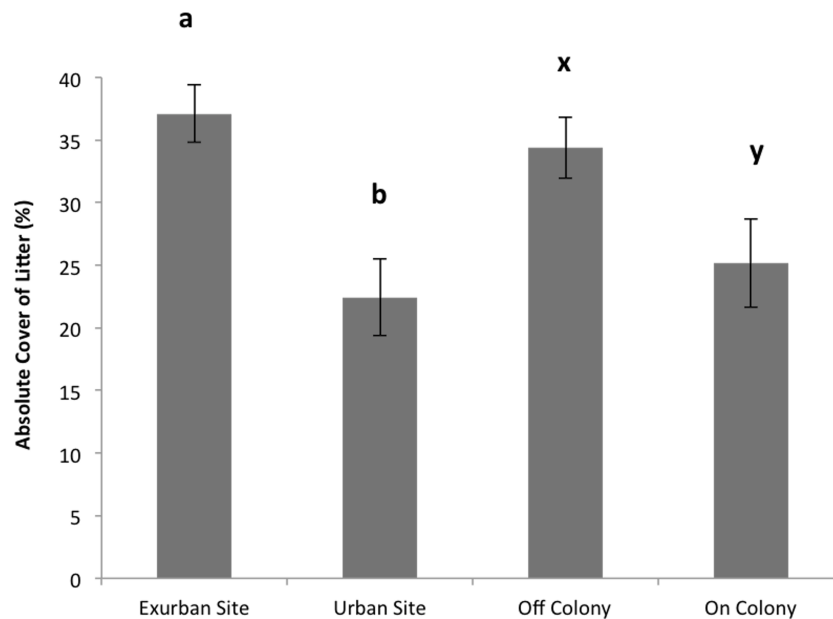 a
x
y
b
40
35
30
25
20
15
10
5
0
Absolute Cover of Litter (%)
Exurban Site
Urban Site
Off Colony
On Colony